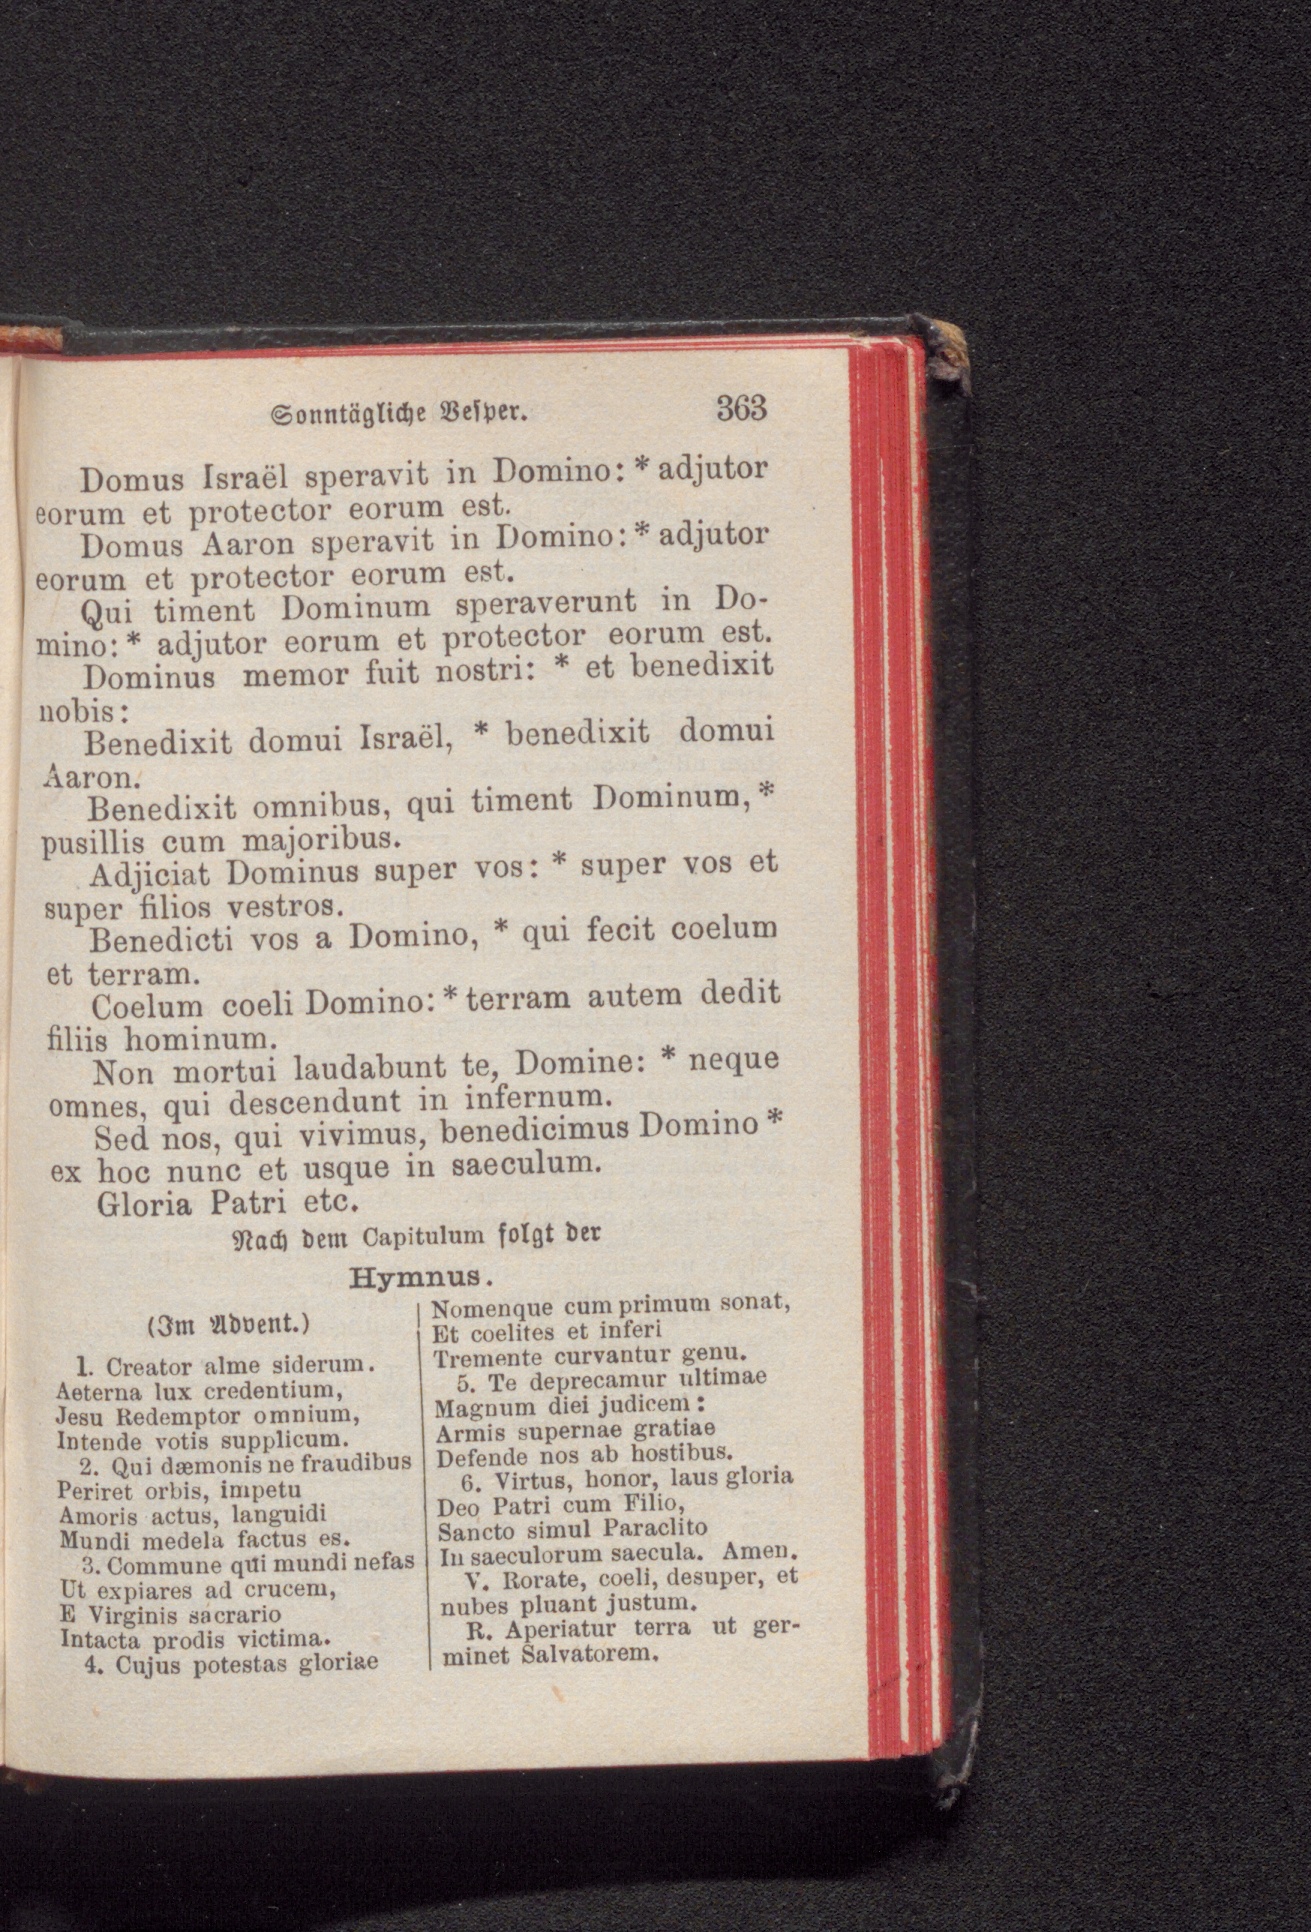 Sonntägliche Vesper. 363
Domus Israël speravit in Domino: * adjutor
eorum et protector eorum est.
Domus Aaron speravit in Domino: * adjutor
eorum et protector eorum est.
Qui timent Dominum speraverunt in Do-
mino: * adjutor eorum et protector eorum est.
Dominus memor fuit nostri: * et benedixit
nobis:
Benedixit domui Israël, * benedixit domui
Aaron.
Benedixit omnibus, qui timent Dominum, *
pusillis cum majoribus.
Adjiciat Dominus super vos: * super vos et
super filios vestros.
Benedicti vos a Domino, * qui fecit coelum
et terram.
Coelum coeli Domino: * terram autem dedit
filiis hominum.
Non mortui laudabunt te, Domine: * neque
omnes, qui descendunt in infernum.
Sed nos, qui vivimus, benedicimus Domino *
ex hoc nunc et usque in saeculum.
Gloria Patri etc.
Nach dem Capitulum folgt der
Hymnus.
(Im Advent.)
1. Creator alme siderum.
Aeterna lux credentium,
Jesu Redemptor omnium,
Intende votis supplicum.
2. Qui dæmonis ne fraudibus
Periret orbis, impetu
Amoris actus, languidi
Mundi medela factus es.
3. Commune qui mundi nefas
Ut expiares ad crucem,
E Virginis sacrario
Intacta prodis victima.
4. Cujus potestas gloriae
Nomenque cum primum sonat,
Et coelites et inferi
Tremente curvantur genu.
5. Te deprecamur ultimae
Magnum diei judicem:
Armis supernae gratiae
Defende nos ab hostibus.
6. Virtus, honor, laus gloria
Deo Patri cum Filio,
Sancto simul Paraclito
In saeculorum saecula. Amen.
V. Rorate, coeli, desuper, et
nubes pluant justum.
R. Aperiatur terra ut ger-
minet Salvatorem.